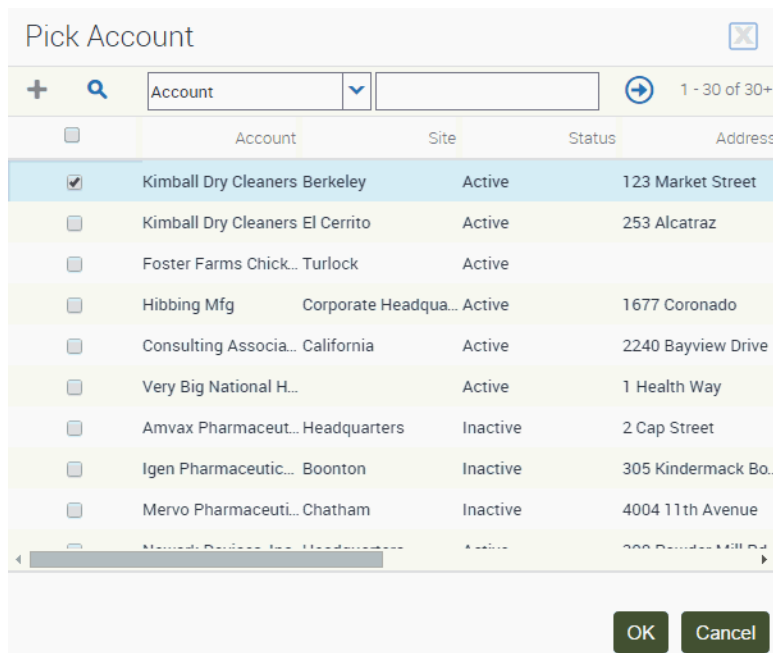 Pick Account
Account 1 - 30 of 30+
Account Site Status Address
Kimball Dry Cleaners Berkeley Active 123 Market Street
Kimball Dry Cleaners El Cerrito Active 253 Alcatraz
Foster Farms Chick... Turlock Active
Hibbing Mfg Corporate Headqua... Active 1677 Coronado
Consulting Associa... California Active 2240 Bayview Drive
Very Big National H... Active 1 Health Way
Amvax Pharmaceut... Headquarters Inactive 2 Cap Street
Igen Pharmaceutic... Boonton Inactive 305 Kindermack Bo..
Mervo Pharmaceuti... Chatham Inactive 4004 11th Avenue
Headquarters Active
OK Cancel